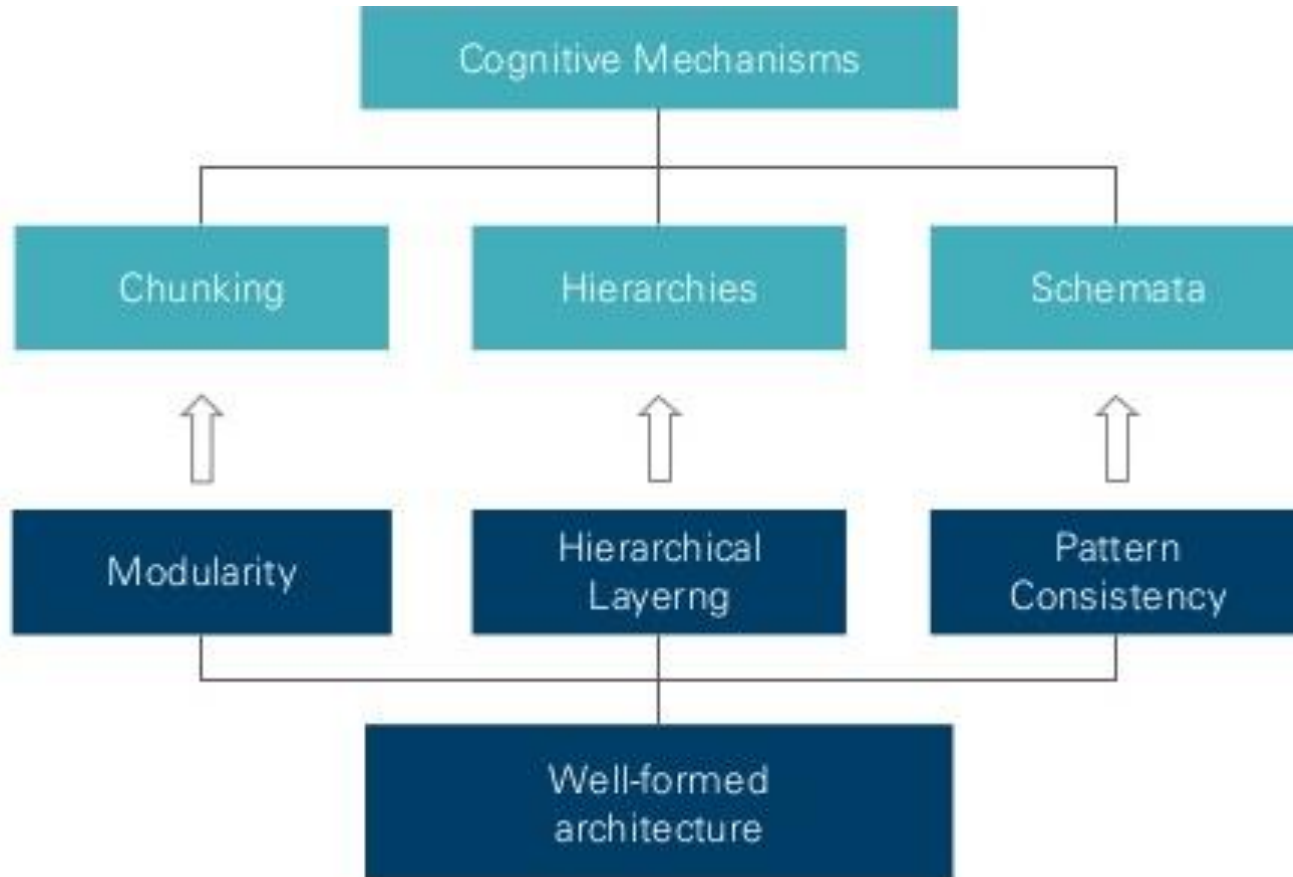 Cognitive Mechanisms
Chunking
Hierarchies
Schemata
Modularity
Hierarchical
Layerng
Pattern
Consistency
Well-formed
architecture